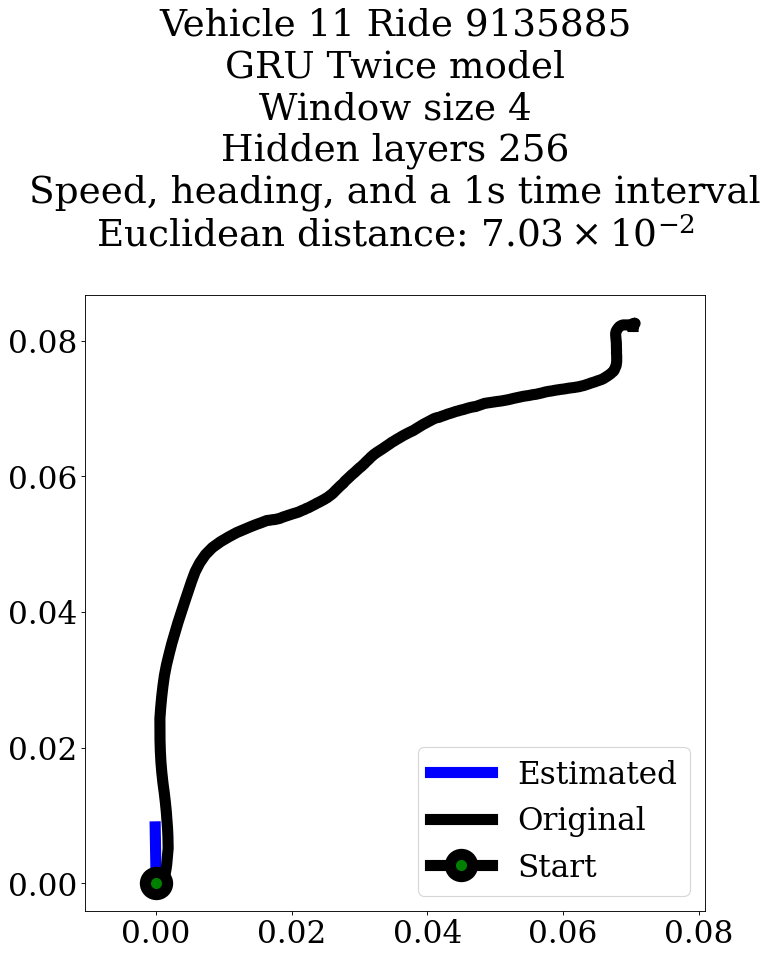 Vehicle 11 Ride 9135885
GRU Twice model
Window size 4
Hidden layers 256
Speed, heading, and a 1s time interval
Euclidean distance: 7.03 × 10⁻²
0.08
0.06
0.04
0.02
0.00
Estimated
Original
Start
0.00 0.02 0.04 0.06 0.08